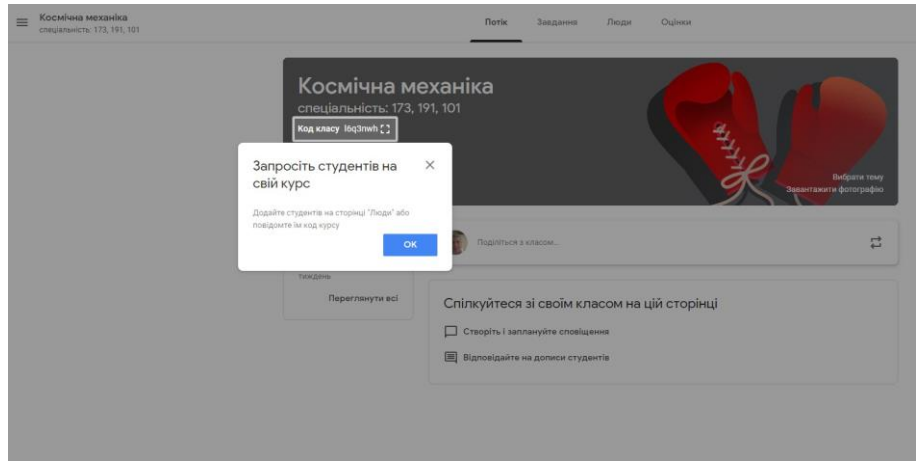 Космічна механіка
спеціальність: 173, 191, 101
Потік Завдання Люди Оцінки
Космічна механіка
спеціальність: 173, 191, 101
Код класу l6q3nwh
Запросіть студентів на
свій курс
Додайте студентів на сторінці "Люди" або
повідомте їм код курсу
ОК
Вибрати тему
Завантажити фотографію
Поділіться з класом...
тиждень
Переглянути всі
Спілкуйтеся зі своїм класом на цій сторінці
Створіть і заплануйте сповіщення
Відповідайте на дописи студентів